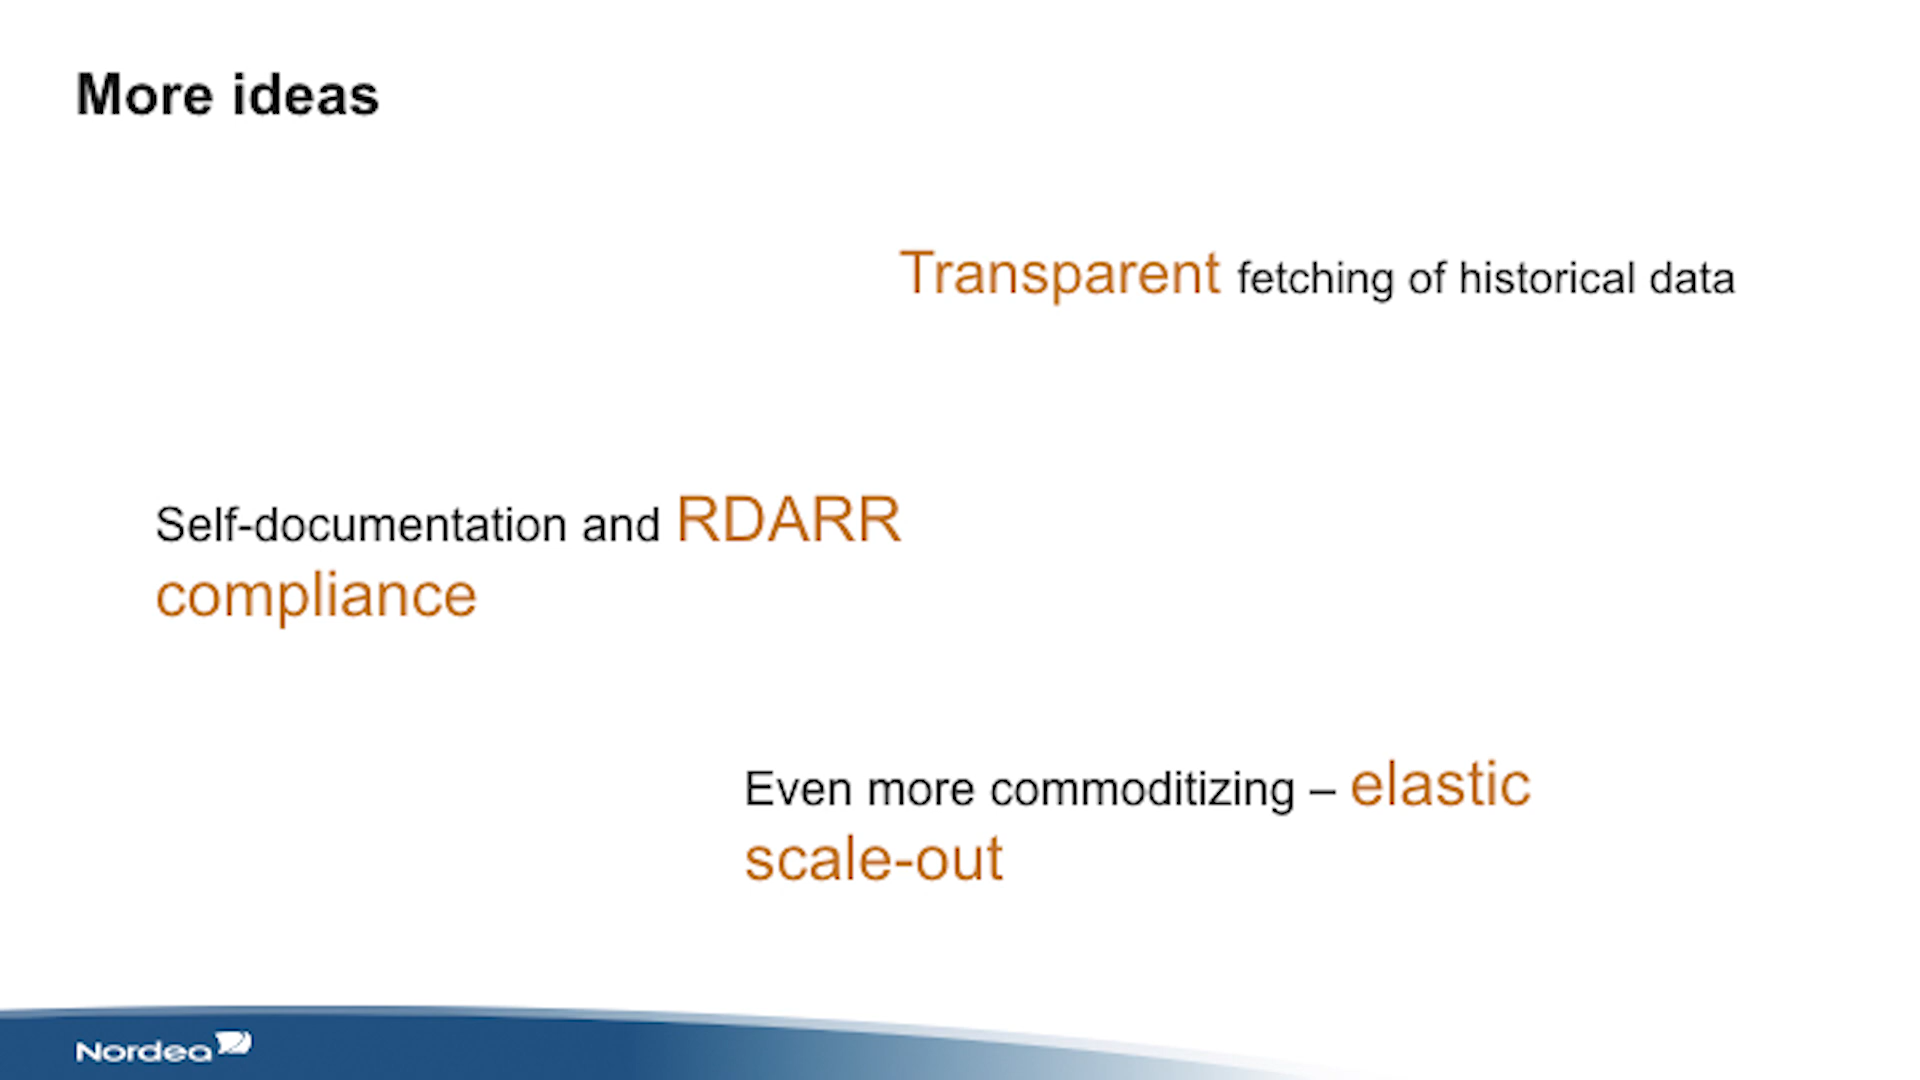 More ideas
Transparent fetching of historical data
Self-documentation and RDARR
compliance
Even more commoditizing – elastic
scale-out
Nordea